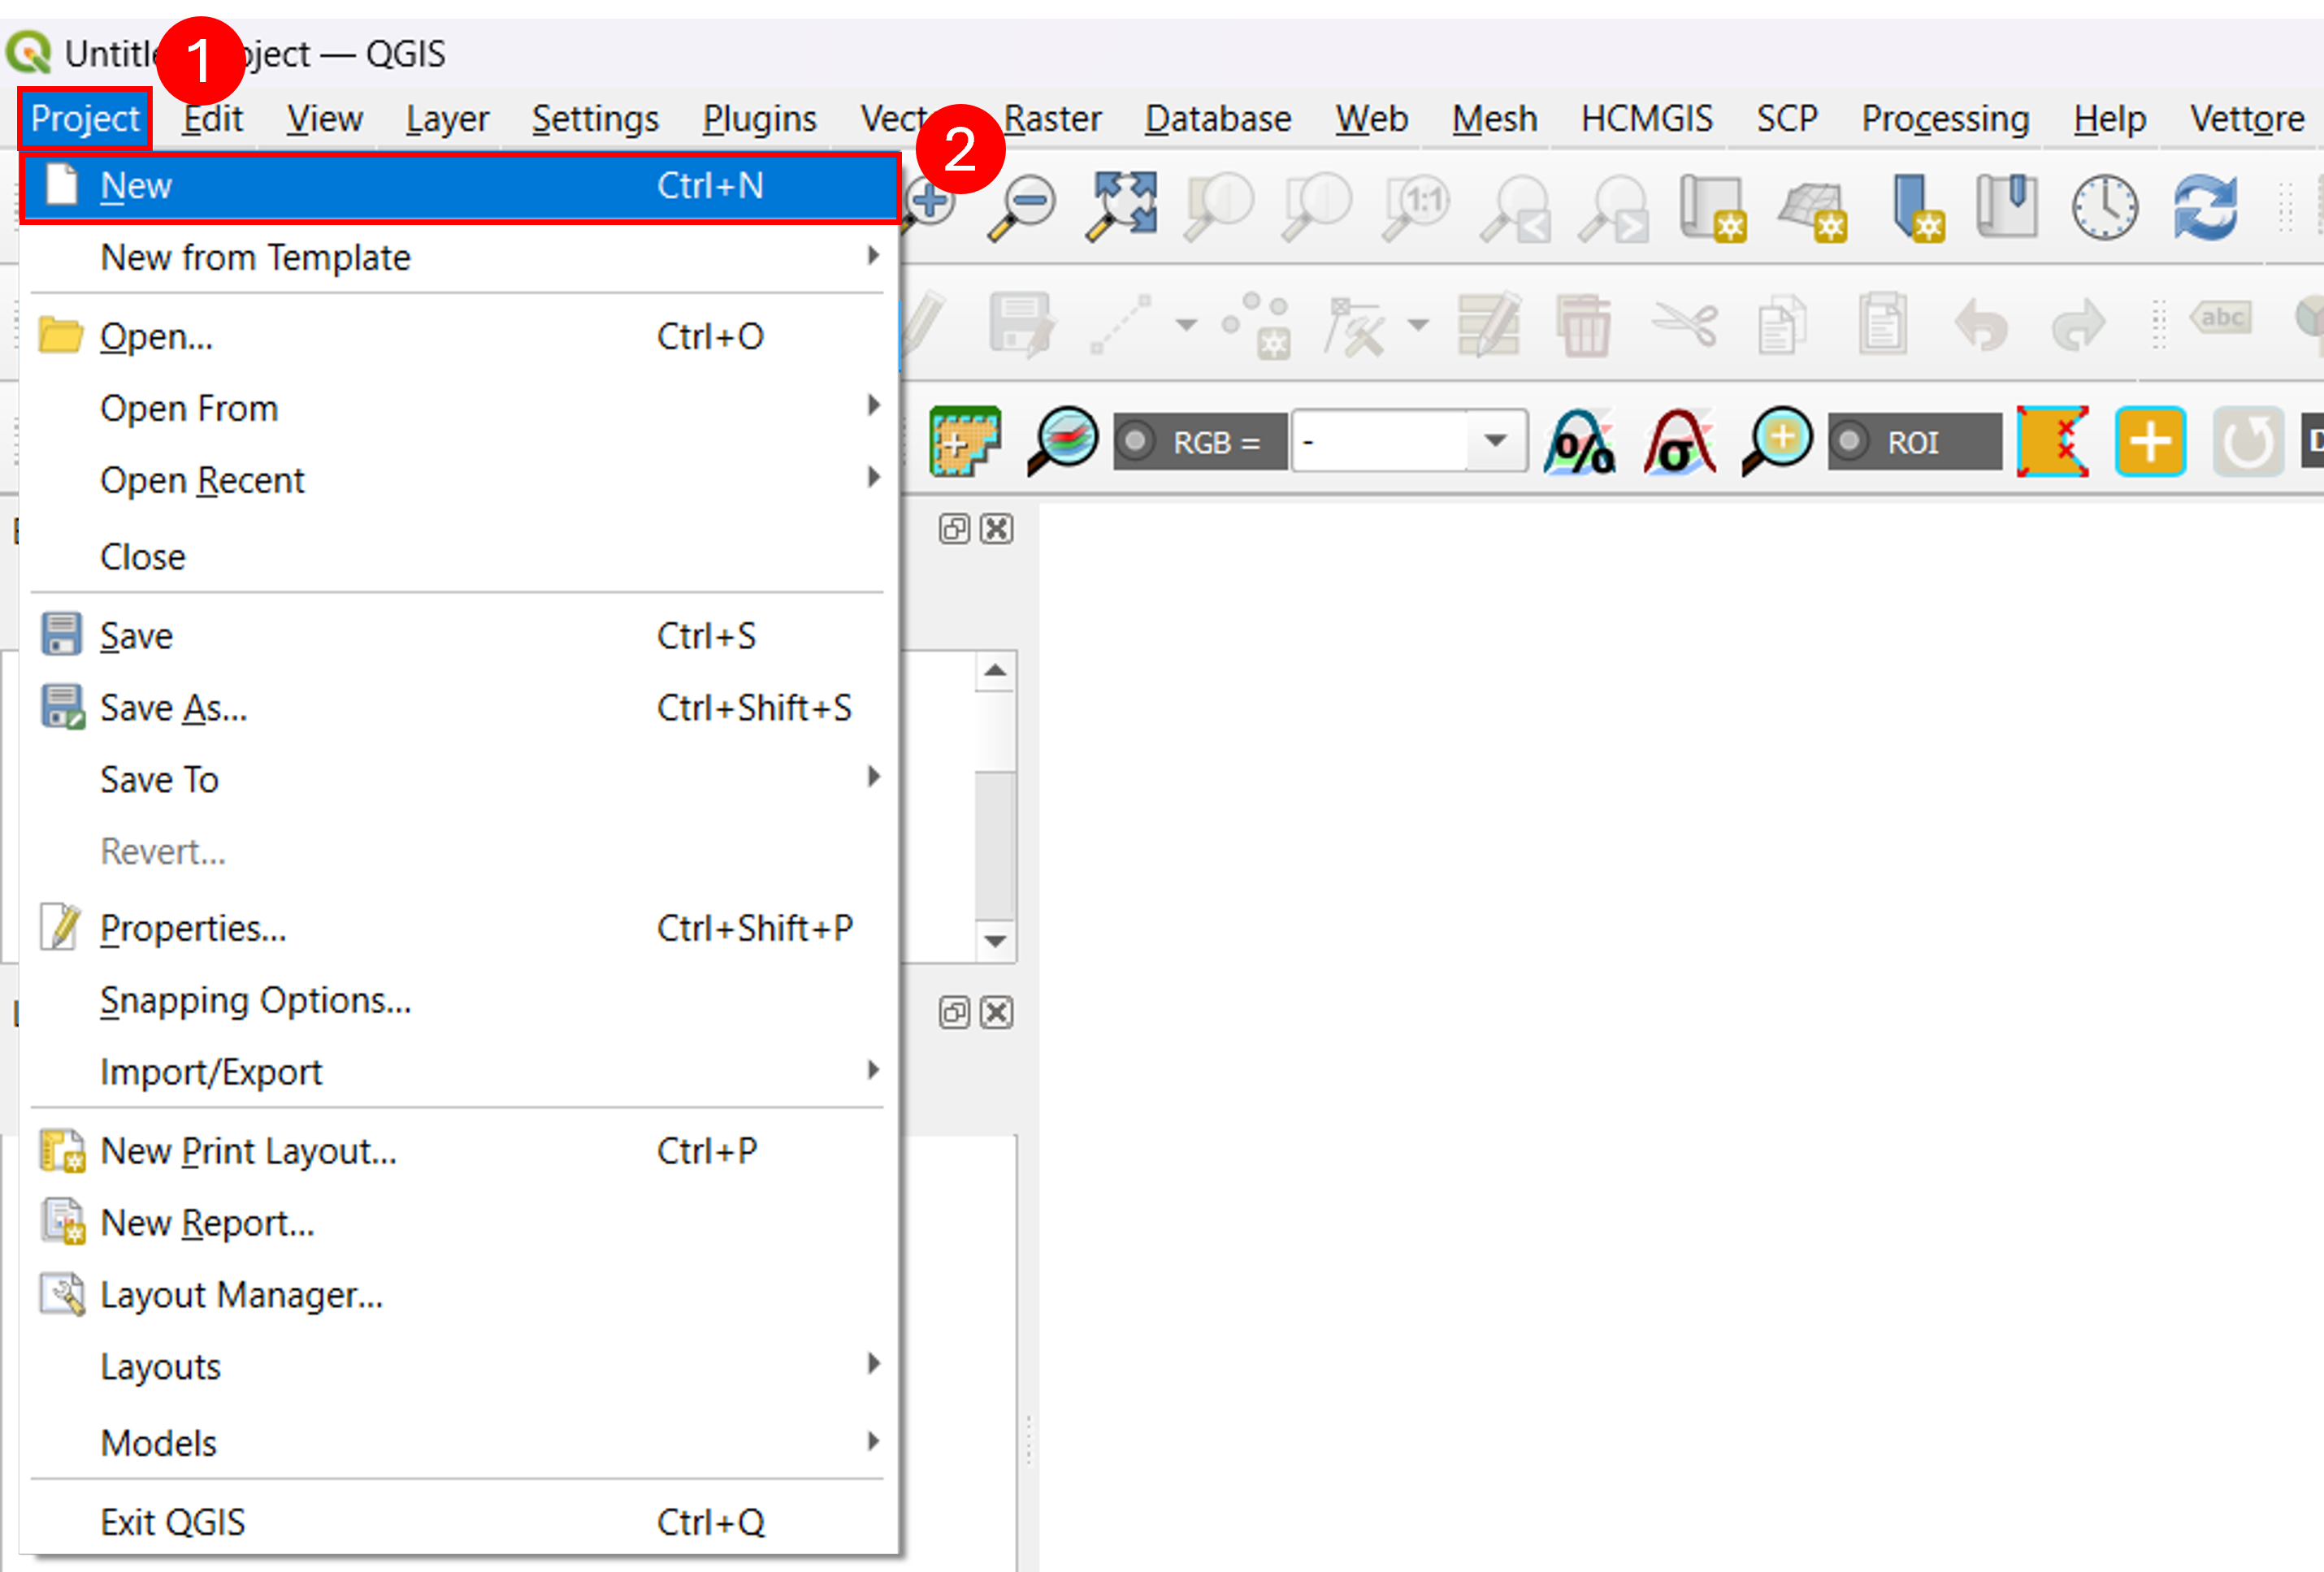 Untitle ject — QGIS
1
Project Edit View Layer Settings Plugins Vect Raster Database Web Mesh HCMGIS SCP Processing Help Vettore
2
New Ctrl+N
1:1
New from Template
abc
Open... Ctrl+O
Open From
RGB = - % σ ROI
Open Recent
Close
Save Ctrl+S
Save As... Ctrl+Shift+S
Save To
Revert...
Properties... Ctrl+Shift+P
Snapping Options...
Import/Export
New Print Layout... Ctrl+P
New Report...
Layout Manager...
Layouts
Models
Exit QGIS Ctrl+Q